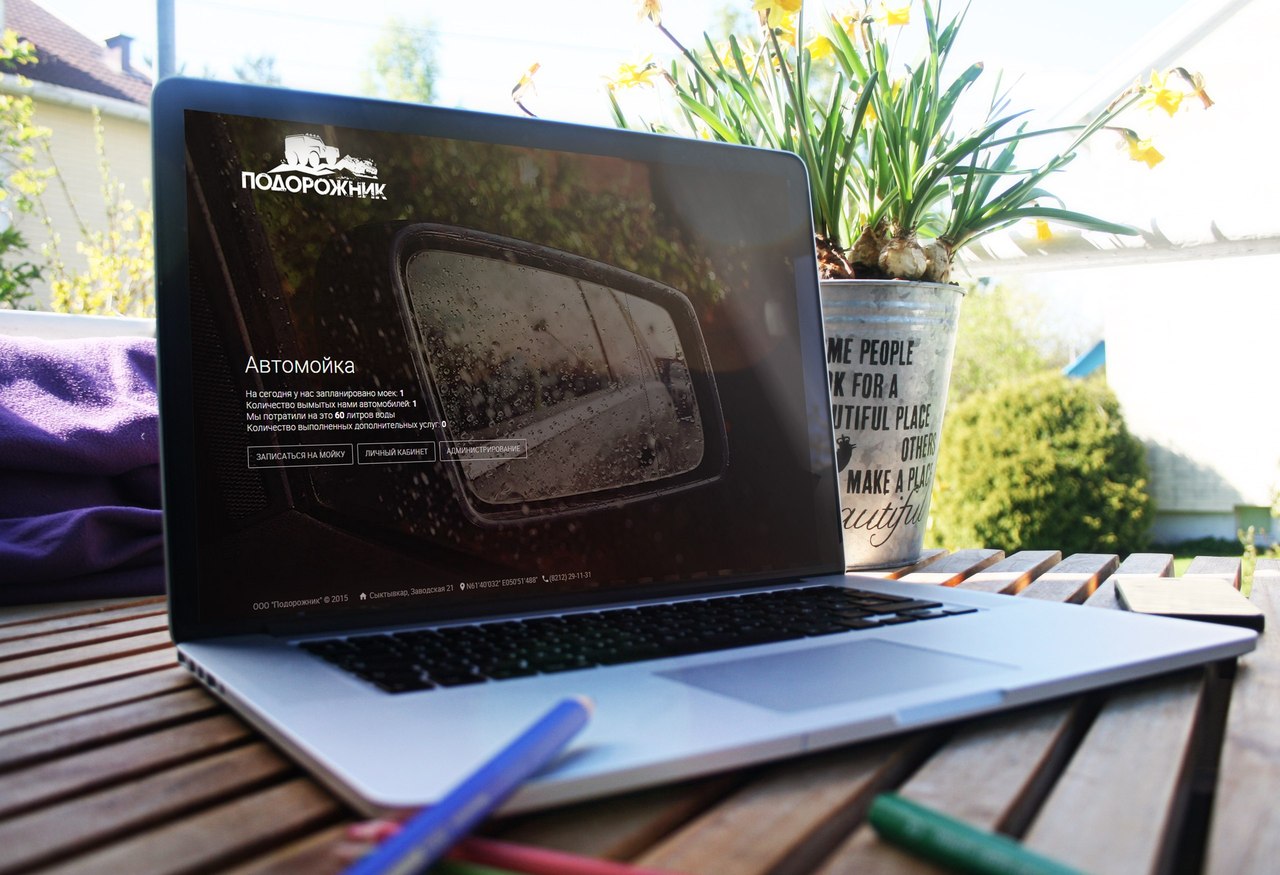 ПОДОРОЖНИК
Автомойка
На сегодня у нас запланировано моек: 1
Количество вымытых нами автомобилей: 1
Мы потратили на это 60 литров воды
Количество выполненных дополнительных услуг: 0
ЗАПИСАТЬСЯ НА МОЙКУ ЛИЧНЫЙ КАБИНЕТ АДМИНИСТРИРОВАНИЕ
ООО "Подорожник" © 2015 Сыктывкар, Заводская 21 N61°40'032" E050°51'488" (8212) 29-11-31
ME PEOPLE
K FOR A
UTIFUL PLACE
OTHERS
MAKE A PLAC
autiful